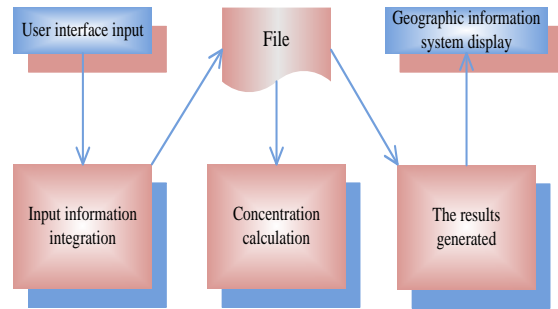 User interface input
File
Geographic information
system display
Input information
integration
Concentration
calculation
The results
generated